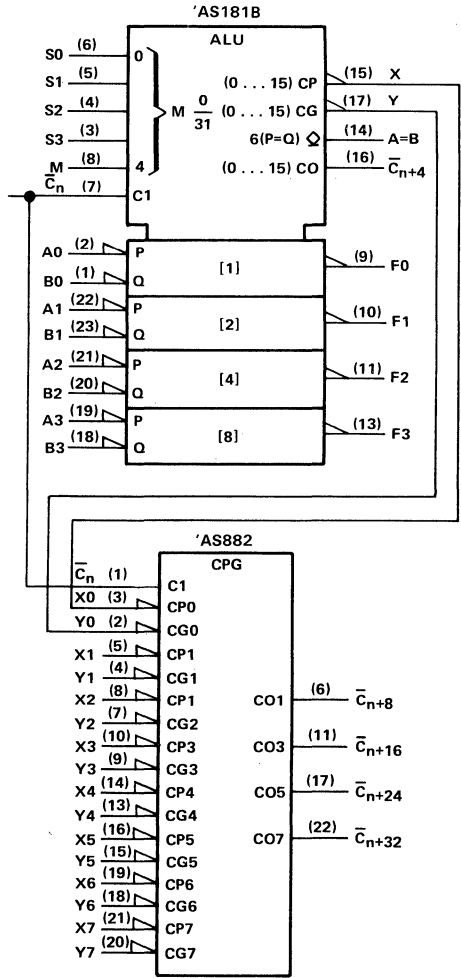 'AS181B
ALU
S0 (6) 0
S1 (5)
S2 (4)
S3 (3)
M (8) 4
C̅n (7) C1
M 0/31
(0 ... 15) CP (15) X
(0 ... 15) CG (17) Y
6(P=Q) (14) A=B
(0 ... 15) CO (16) C̅n+4
A0 (2) P
B0 (1) Q
[1]
(9) F0
A1 (22) P
B1 (23) Q
[2]
(10) F1
A2 (21) P
B2 (20) Q
[4]
(11) F2
A3 (19) P
B3 (18) Q
[8]
(13) F3
'AS882
CPG
C̅n (1) C1
X0 (3) CP0
Y0 (2) CG0
X1 (5) CP1
Y1 (4) CG1
X2 (8) CP1
Y2 (7) CG2
X3 (10) CP3
Y3 (9) CG3
X4 (14) CP4
Y4 (13) CG4
X5 (16) CP5
Y5 (15) CG5
X6 (19) CP6
Y6 (18) CG6
X7 (21) CP7
Y7 (20) CG7
CO1 (6) C̅n+8
CO3 (11) C̅n+16
CO5 (17) C̅n+24
CO7 (22) C̅n+32